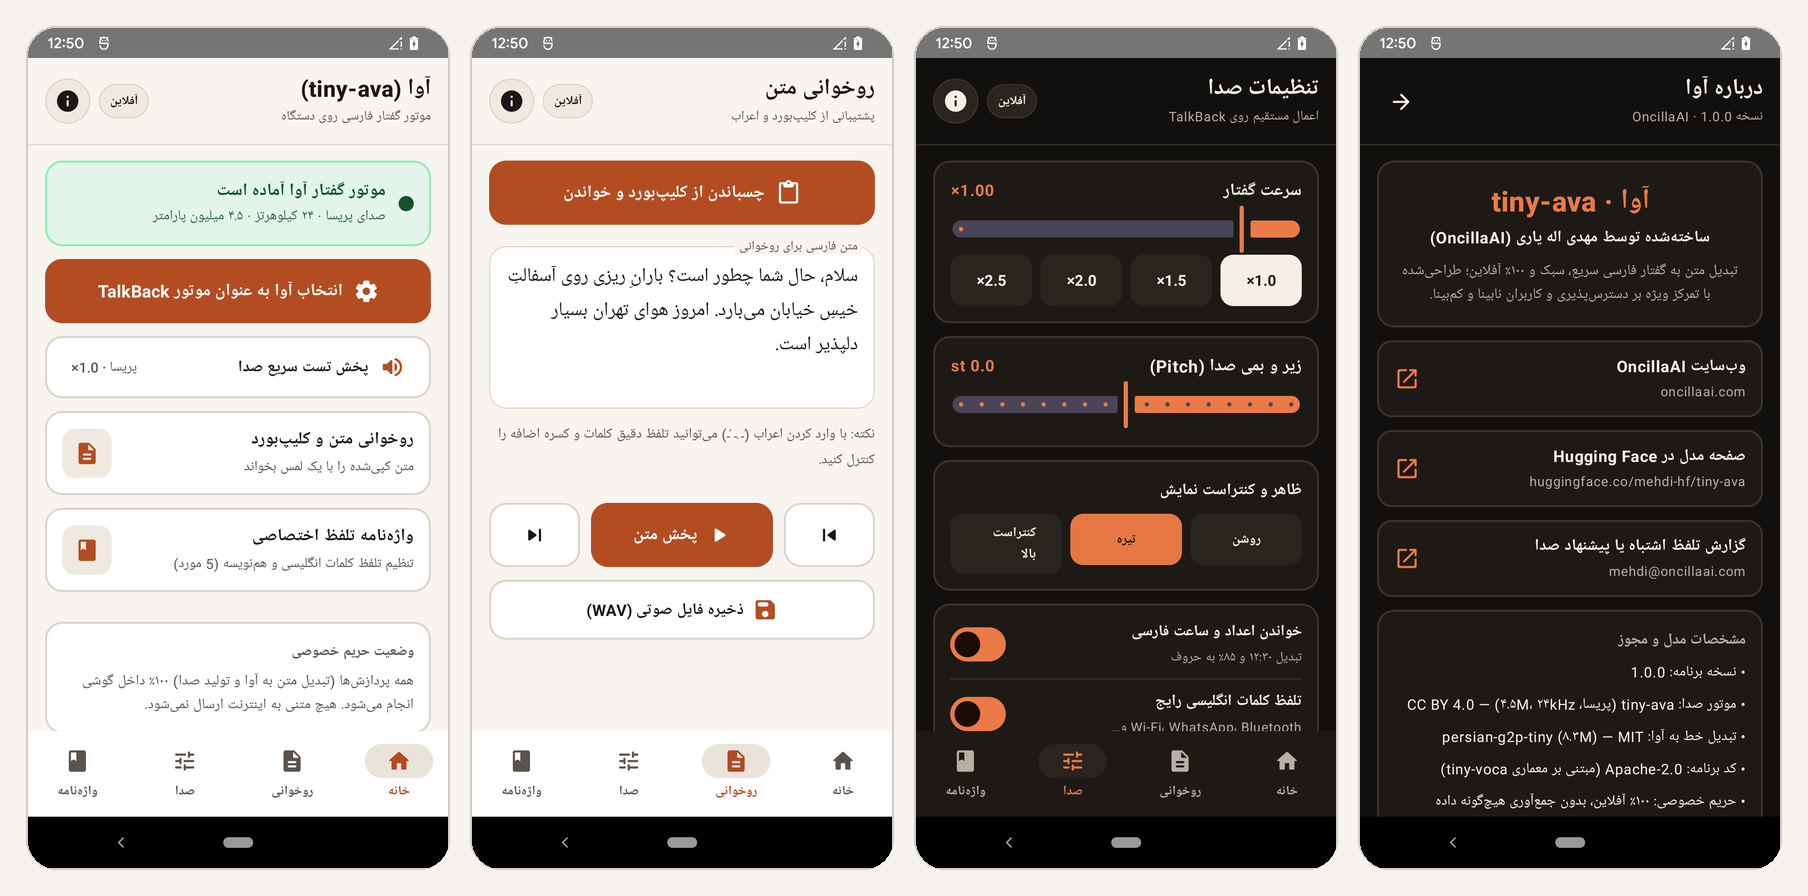 12:50
آوا (tiny-ava)
موتور گفتار فارسی روی دستگاه
آفلاین
موتور گفتار آوا آماده است
صدای پریسا · ۲۴ کیلوهرتز · ۴.۵ میلیون پارامتر
انتخاب آوا به عنوان موتور TalkBack
پخش تست سریع صدا
پریسا · 1.0×
روخوانی متن و کلیپ‌بورد
متن کپی‌شده را با یک لمس بخواند
واژه‌نامه تلفظ اختصاصی
تنظیم تلفظ کلمات انگلیسی و هم‌نویسه (5 مورد)
وضعیت حریم خصوصی
همه پردازش‌ها (تبدیل متن به آوا و تولید صدا) ۱۰۰٪ داخل گوشی
انجام می‌شود. هیچ متنی به اینترنت ارسال نمی‌شود.
خانه
روخوانی
صدا
واژه‌نامه
12:50
روخوانی متن
پشتیبانی از کلیپ‌بورد و اعراب
آفلاین
چسباندن از کلیپ‌بورد و خواندن
متن فارسی برای روخوانی
سلام، حال شما چطور است؟ بارانِ ریزی روی آسفالتِ
خیسِ خیابان می‌بارد. امروز هوای تهران بسیار
دلپذیر است.
نکته: با وارد کردن اعراب (ـَ ـِ ـُ) می‌توانید تلفظ دقیق کلمات و کسره اضافه را
کنترل کنید.
پخش متن
ذخیره فایل صوتی (WAV)
خانه
روخوانی
صدا
واژه‌نامه
12:50
تنظیمات صدا
اعمال مستقیم روی TalkBack
آفلاین
سرعت گفتار
×1.00
×1.0
×1.5
×2.0
×2.5
زیر و بمی صدا (Pitch)
st 0.0
ظاهر و کنتراست نمایش
روشن
تیره
کنتراست
بالا
خواندن اعداد و ساعت فارسی
تبدیل ۱۲:۳۰ و ۸۵٪ به حروف
تلفظ کلمات انگلیسی رایج
Wi-Fi، WhatsApp، Bluetooth و...
خانه
روخوانی
صدا
واژه‌نامه
12:50
درباره آوا
نسخه 1.0.0 · OncillaAI
آوا · tiny-ava
ساخته‌شده توسط مهدی اله یاری (OncillaAI)
تبدیل متن به گفتار فارسی سریع، سبک و ۱۰۰٪ آفلاین؛ طراحی‌شده
با تمرکز ویژه بر دسترس‌پذیری و کاربران نابینا و کم‌بینا.
وب‌سایت OncillaAI
oncillaai.com
صفحه مدل در Hugging Face
huggingface.co/mehdi-hf/tiny-ava
گزارش تلفظ اشتباه یا پیشنهاد صدا
mehdi@oncillaai.com
مشخصات مدل و مجوز
• نسخه برنامه: 1.0.0
• موتور صدا: tiny-ava (پریسا، ۲۴kHz، ۴.۵M) — CC BY 4.0
• تبدیل خط به آوا: persian-g2p-tiny (۸.۳M) — MIT
• کد برنامه: Apache-2.0 (مبتنی بر معماری tiny-voca)
• حریم خصوصی: ۱۰۰٪ آفلاین، بدون جمع‌آوری هیچ‌گونه داده